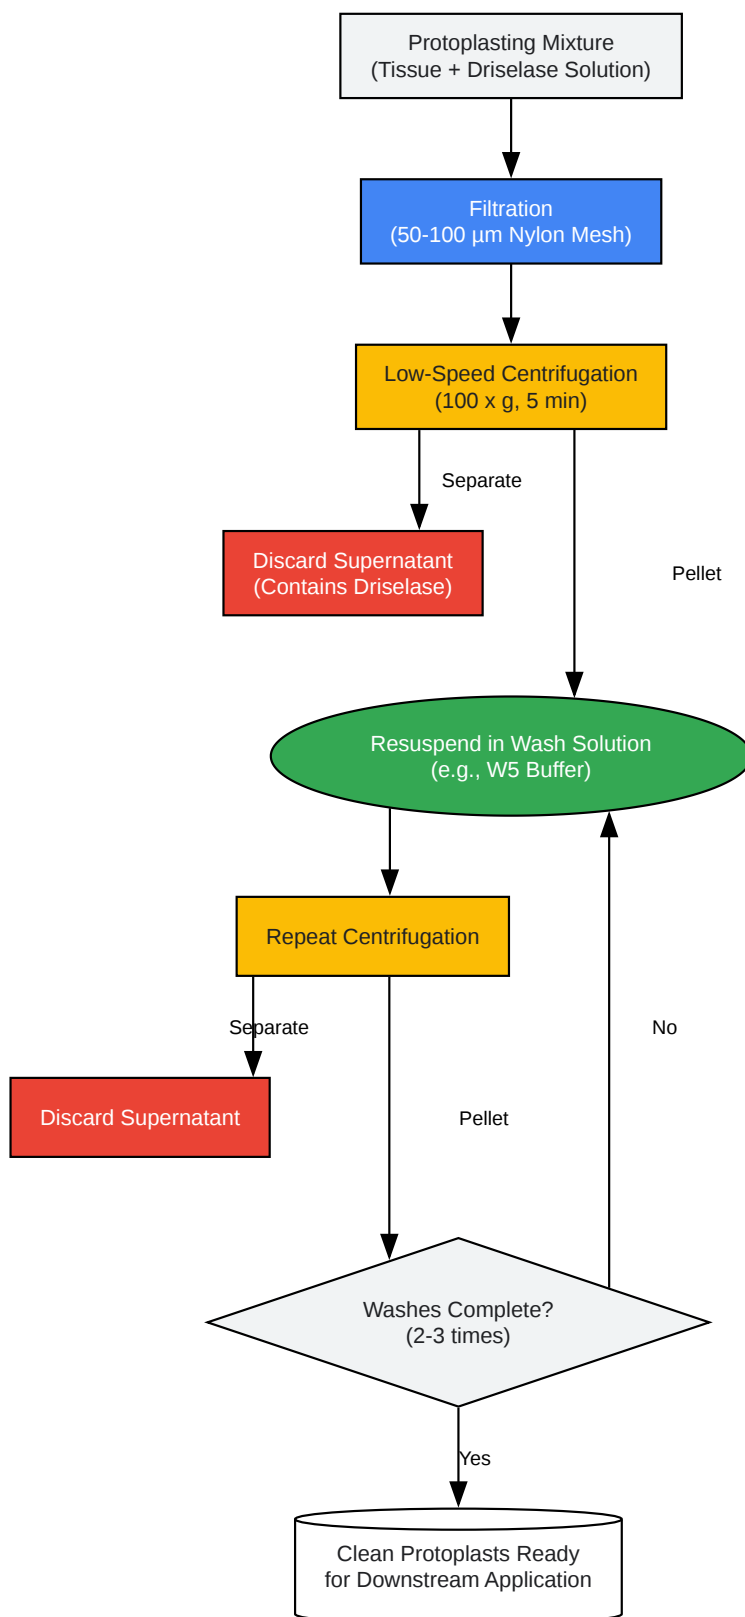 Protoplasting Mixture
(Tissue + Driselase Solution)
Filtration
(50-100 µm Nylon Mesh)
Low-Speed Centrifugation
(100 x g, 5 min)
Separate
Discard Supernatant
(Contains Driselase)
Pellet
Resuspend in Wash Solution
(e.g., W5 Buffer)
Repeat Centrifugation
Separate
No
Discard Supernatant
Pellet
Washes Complete?
(2-3 times)
Yes
Clean Protoplasts Ready
for Downstream Application